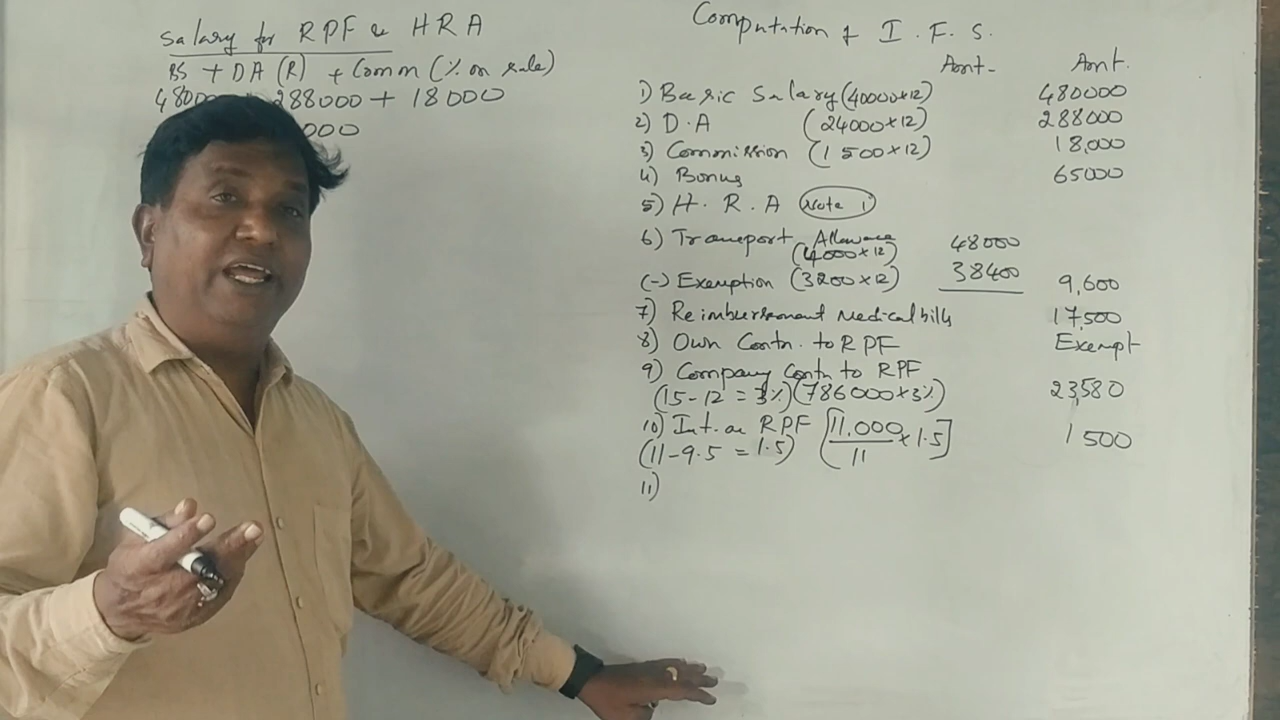 Salary for RPF & HRA
BS + DA (R) + Comm (% on sale)
48000 288000 + 18000
000
Computation of I.F.S.
Amt- Amt.
1) Basic Salary (40000×12) 480000
2) D.A (24000×12) 288000
3) Commission (1500×12) 18,000
4) Bonus 65000
5) H.R.A (Note 1)
6) Transport Allowance 48000
(4000×12)
(-) Exemption (3200×12) 38400 9,600
7) Reimbursement Medical bills 17,500
8) Own Contn. to RPF Exempt
9) Company Contn to RPF
(15-12 = 3%) (786000×3%) 23,580
10) Int. on RPF [11,000/11 × 1.5] 1500
(11-9.5 = 1.5)
11)